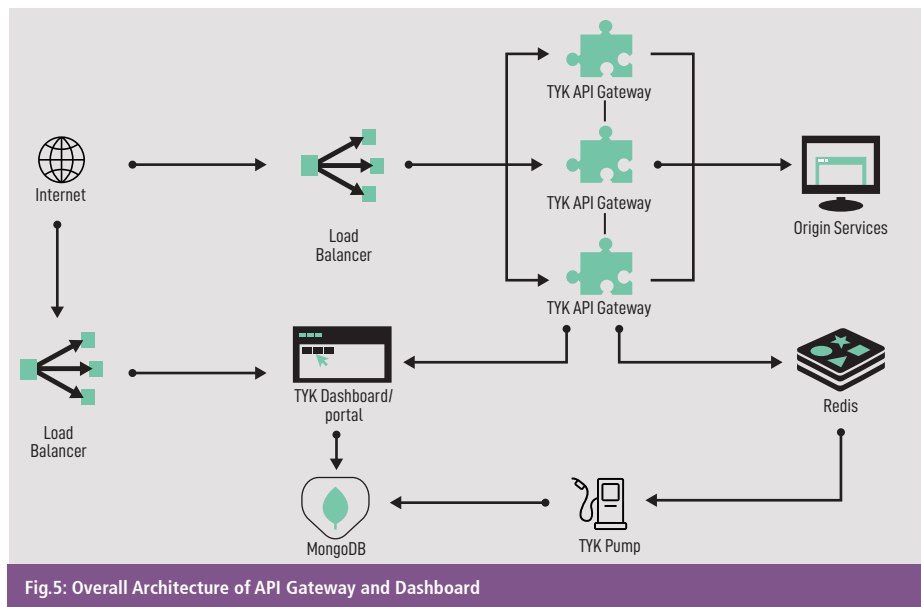 TYK API Gateway
TYK API Gateway
TYK API Gateway
Internet
Load
Balancer
Origin Services
Load
Balancer
TYK Dashboard/
portal
Redis
MongoDB
TYK Pump
Fig.5: Overall Architecture of API Gateway and Dashboard